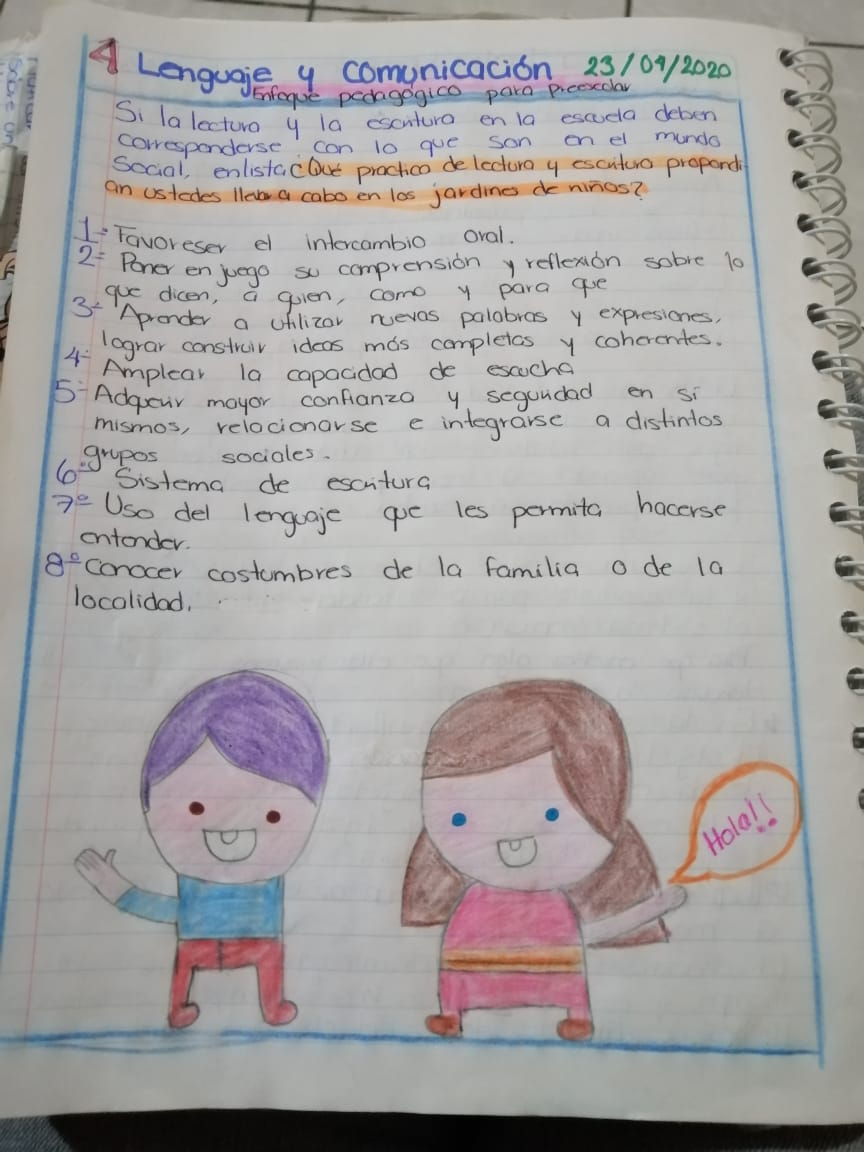 4 Lenguaje y comunicación 23/09/2020
Enfoque pedagógico para preescolar
Si la lectura y la escritura en la escuela deben
corresponderse con lo que son en el mundo
Social, enlista ¿Qué practica de lectura y escritura propondri
an ustedes llevar a cabo en los jardines de niños?
1- Favoreser el intercambio oral.
2- Poner en juego su comprensión y reflexión sobre lo
que dicen, a quien, como y para que
3- Aprender a utilizar nuevas palabras y expresiones,
lograr construir ideas más completas y coherentes.
4- Amplear la capacidad de escucha
5- Adquirir mayor confianza y seguridad en sí
mismos, relacionarse e integrarse a distintos
grupos sociales.
6- Sistema de escritura
7- Uso del lenguaje que les permita hacerse
entender.
8- Conocer costumbres de la familia o de la
localidad.
Hola!!